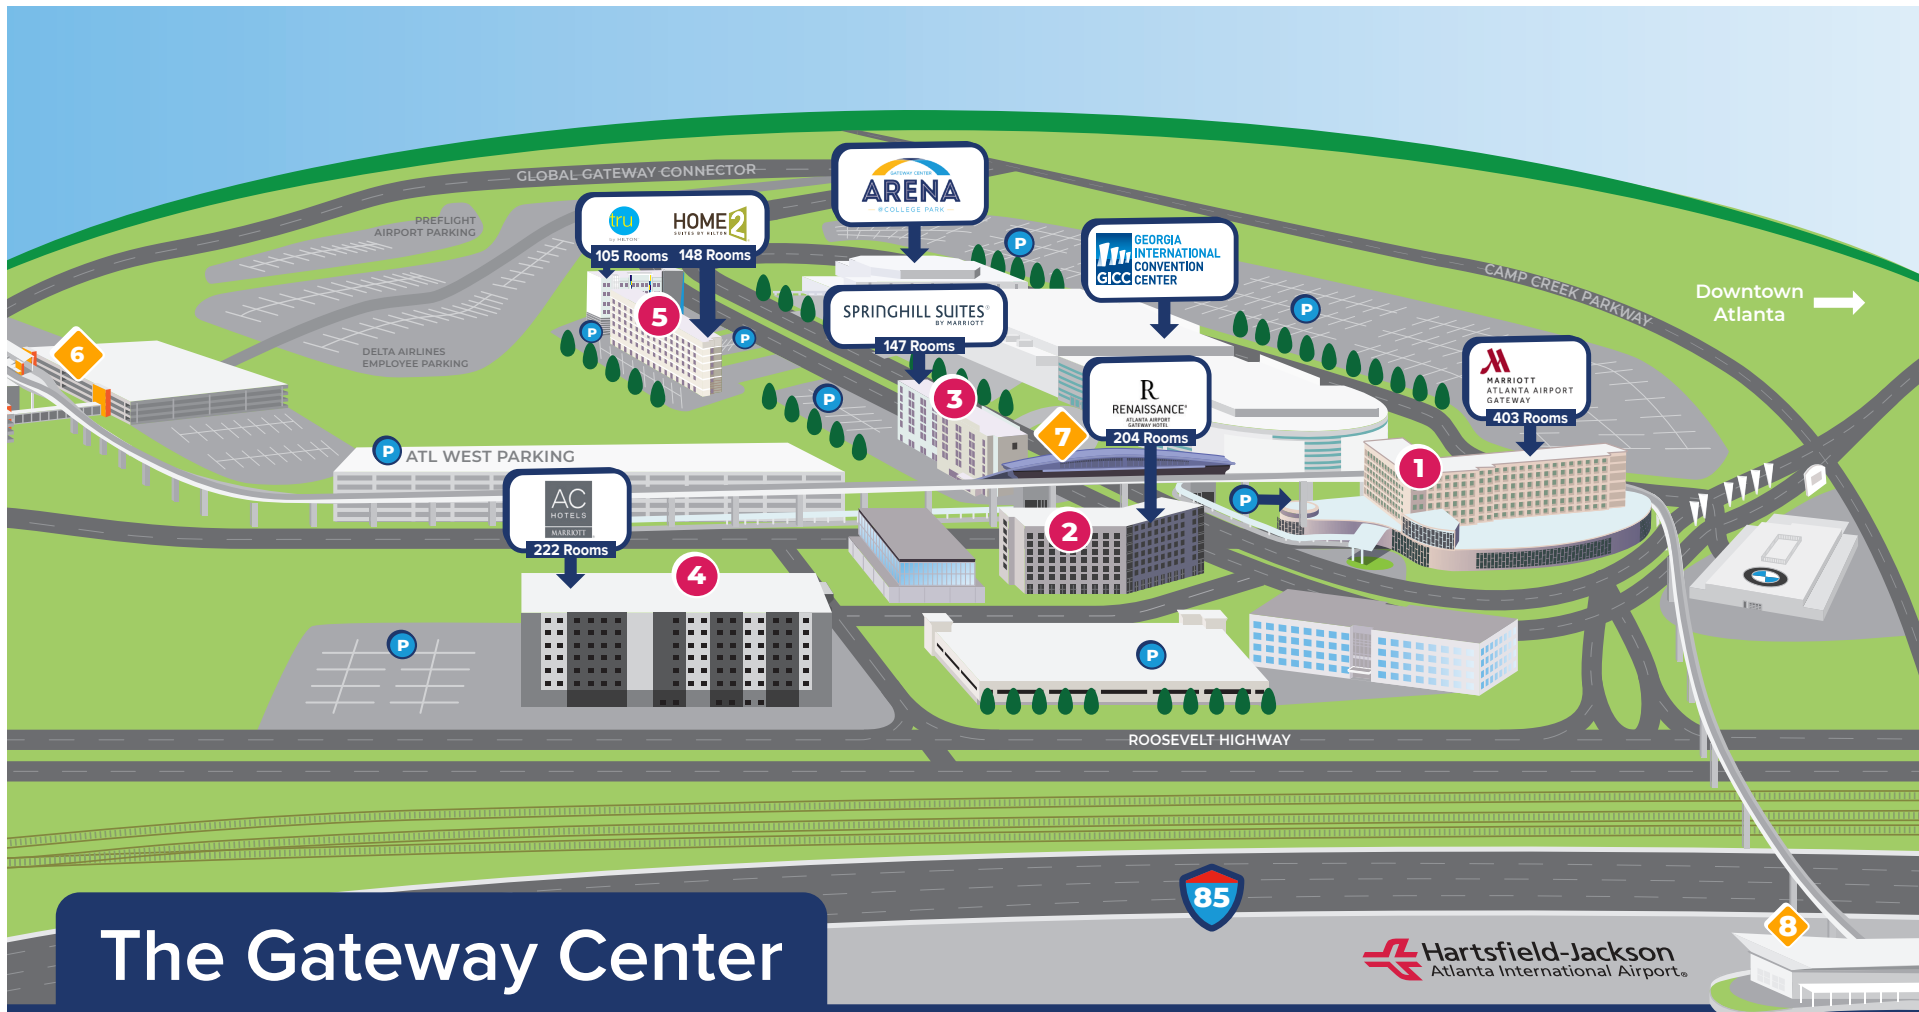 GLOBAL GATEWAY CONNECTOR
PREFLIGHT
AIRPORT PARKING
tru
by HILTON
HOME2
SUITES BY HILTON
105 Rooms
148 Rooms
GATEWAY CENTER
ARENA
@COLLEGE PARK
P
GICC
GEORGIA
INTERNATIONAL
CONVENTION
CENTER
CAMP CREEK PARKWAY
Downtown
Atlanta
5
P
P
P
SPRINGHILL SUITES®
BY MARRIOTT
147 Rooms
6
DELTA AIRLINES
EMPLOYEE PARKING
R
RENAISSANCE®
ATLANTA AIRPORT
GATEWAY HOTEL
204 Rooms
MARRIOTT
ATLANTA AIRPORT
GATEWAY
403 Rooms
P
3
7
1
P
ATL WEST PARKING
AC
HOTELS
MARRIOTT
222 Rooms
P
2
4
P
P
ROOSEVELT HIGHWAY
85
The Gateway Center
Hartsfield-Jackson
Atlanta International Airport®
8